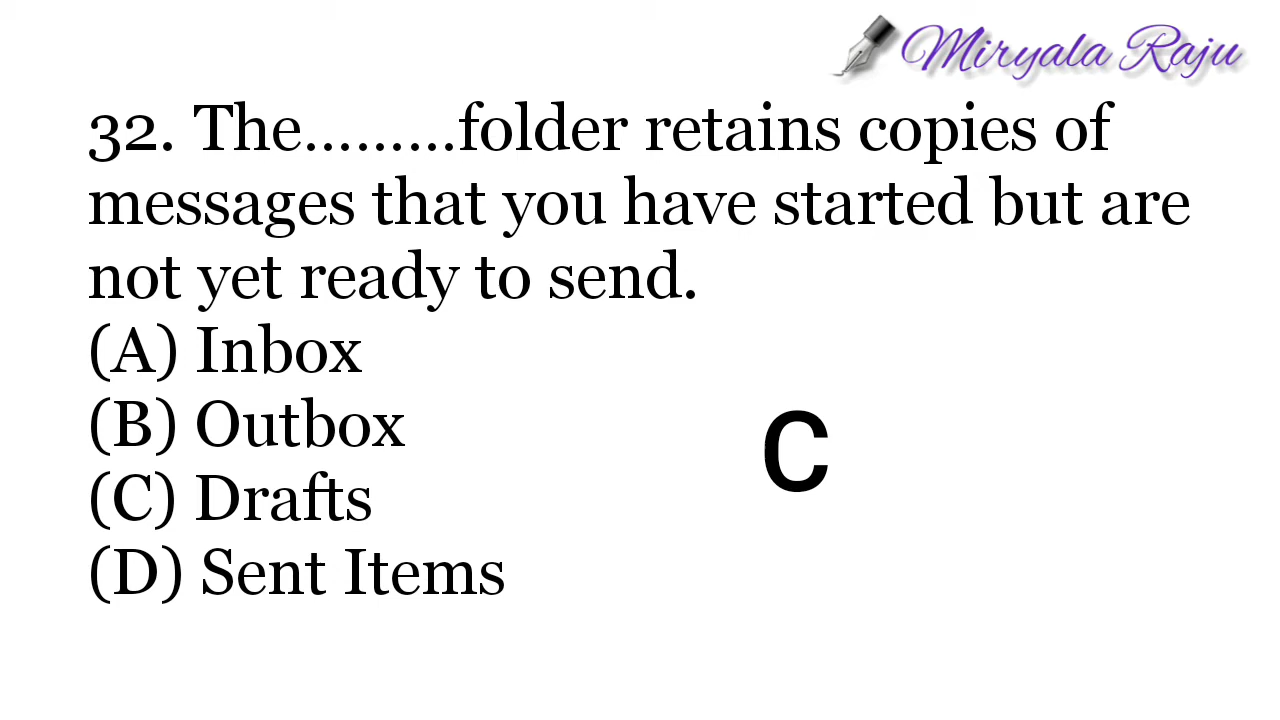 Miryala Raju
32. The.........folder retains copies of
messages that you have started but are
not yet ready to send.
(A) Inbox
(B) Outbox
(C) Drafts
(D) Sent Items
C